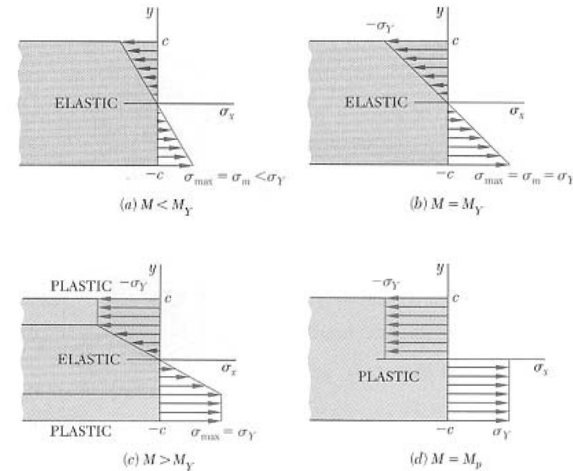 y
c
ELASTIC
σₓ
−c
σmax = σm < σY
(a) M < MY
y
−σY
c
ELASTIC
σₓ
−c
σmax = σm = σY
(b) M = MY
y
PLASTIC
−σY
c
ELASTIC
σₓ
PLASTIC
−c
σmax = σY
(c) M > MY
y
−σY
c
PLASTIC
σₓ
−c
σY
(d) M = Mp